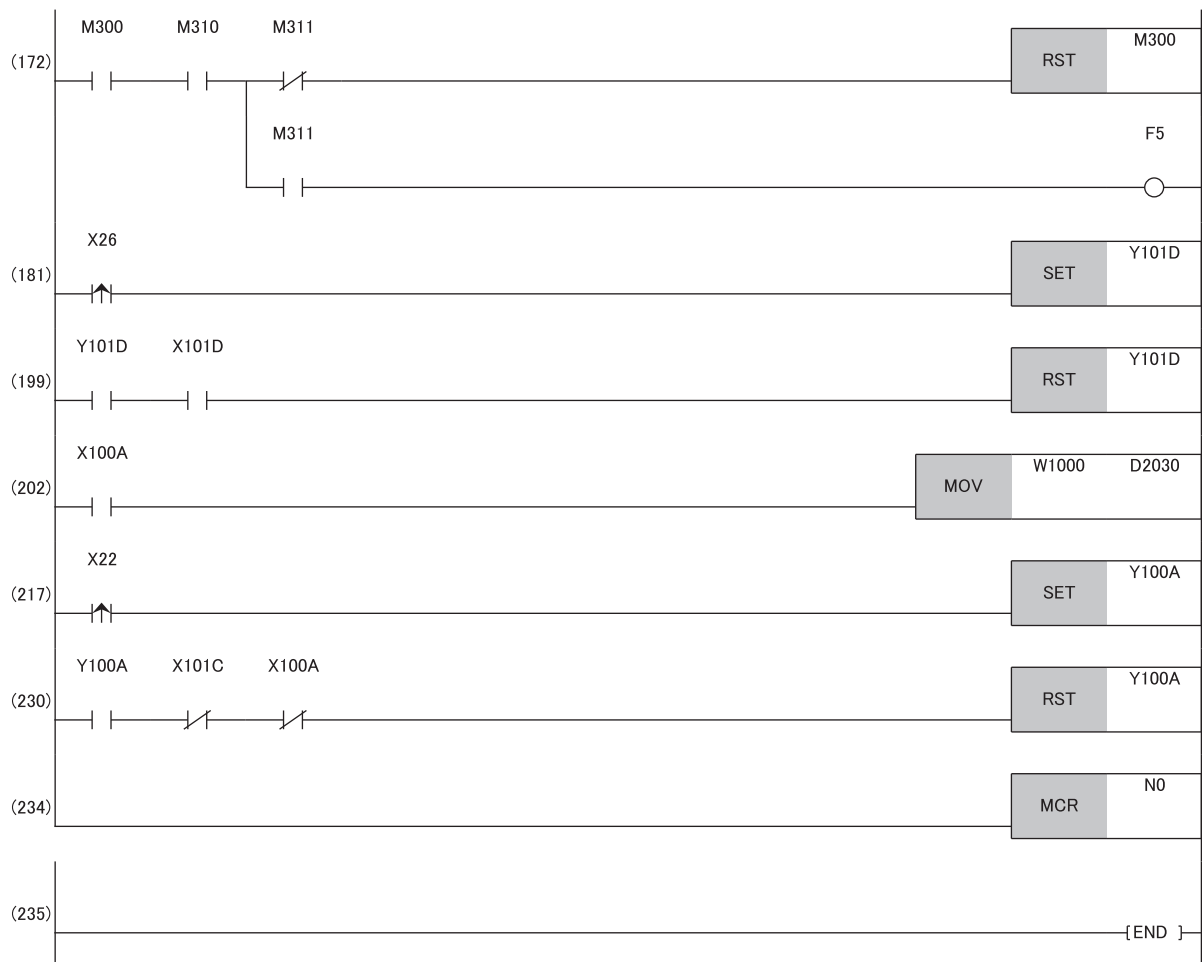 M300 M310 M311
(172) RST M300
M311 F5
X26
(181) SET Y101D
Y101D X101D
(199) RST Y101D
X100A
(202) MOV W1000 D2030
X22
(217) SET Y100A
Y100A X101C X100A
(230) RST Y100A
(234) MCR N0
(235) [END ]